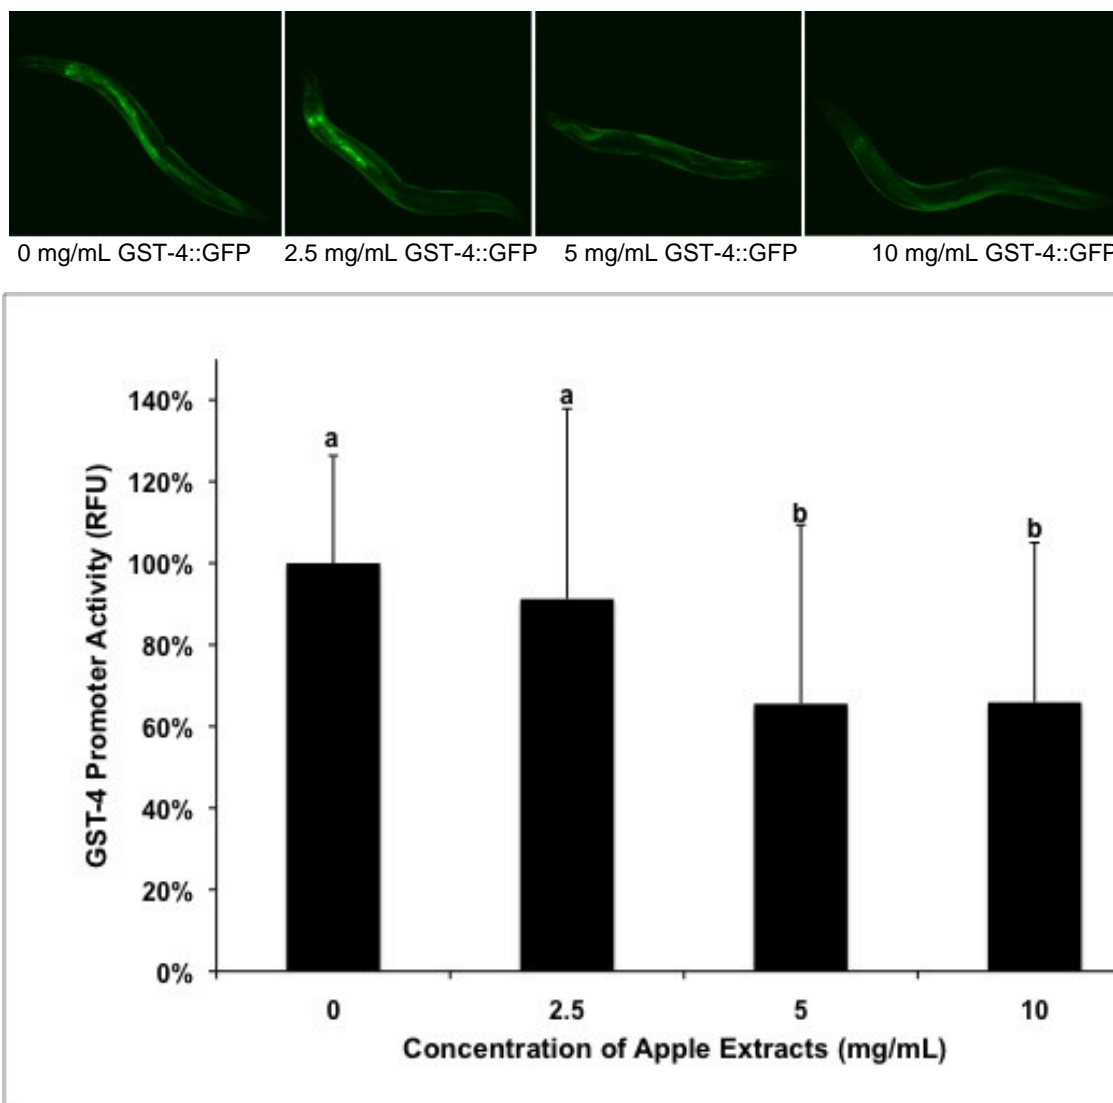 0 mg/mL GST-4::GFP 2.5 mg/mL GST-4::GFP 5 mg/mL GST-4::GFP 10 mg/mL GST-4::GFP
GST-4 Promoter Activity (RFU)
140%
120%
100%
80%
60%
40%
20%
0%
a
a
b
b
0 2.5 5 10
Concentration of Apple Extracts (mg/mL)